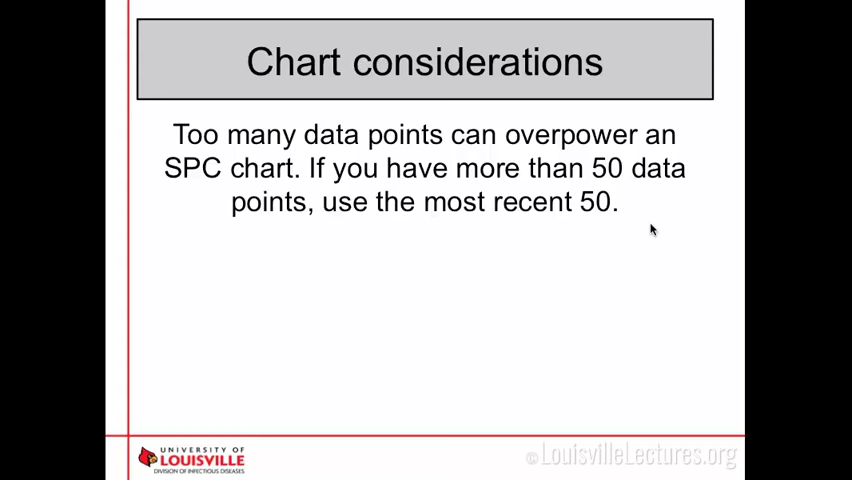 Chart considerations
Too many data points can overpower an
SPC chart. If you have more than 50 data
points, use the most recent 50.
UNIVERSITY OF
LOUISVILLE
DIVISION OF INFECTIOUS DISEASES
©LouisvilleLectures.org